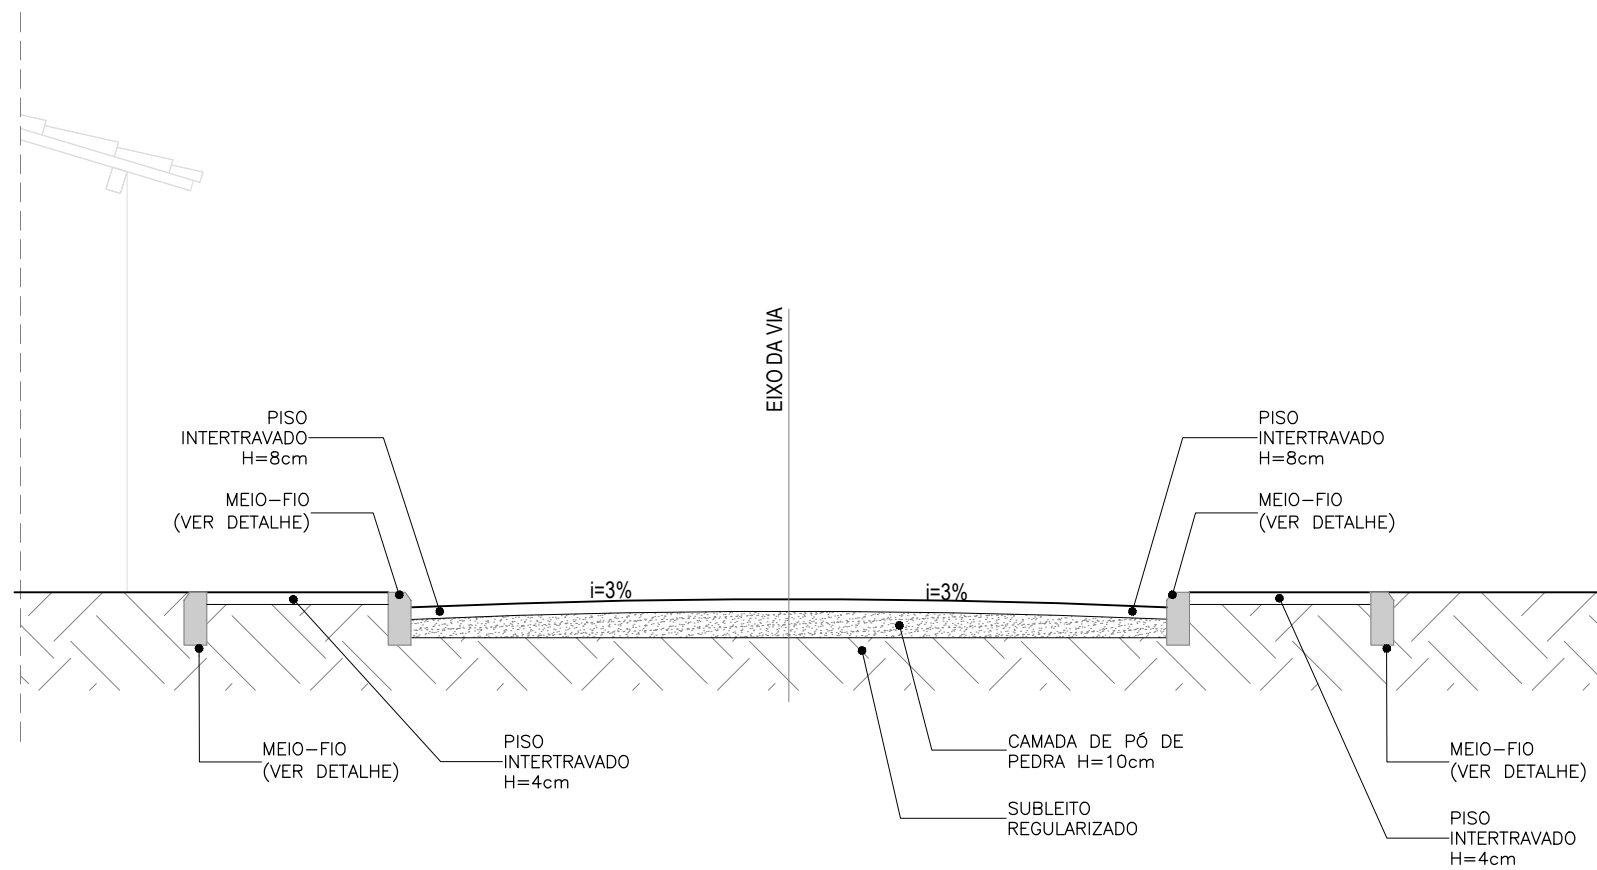 EIXO DA VIA
PISO
INTERTRAVADO
H=8cm
MEIO-FIO
(VER DETALHE)
PISO
INTERTRAVADO
H=8cm
MEIO-FIO
(VER DETALHE)
i=3%
i=3%
MEIO-FIO
(VER DETALHE)
PISO
INTERTRAVADO
H=4cm
CAMADA DE PÓ DE
PEDRA H=10cm
SUBLEITO
REGULARIZADO
MEIO-FIO
(VER DETALHE)
PISO
INTERTRAVADO
H=4cm